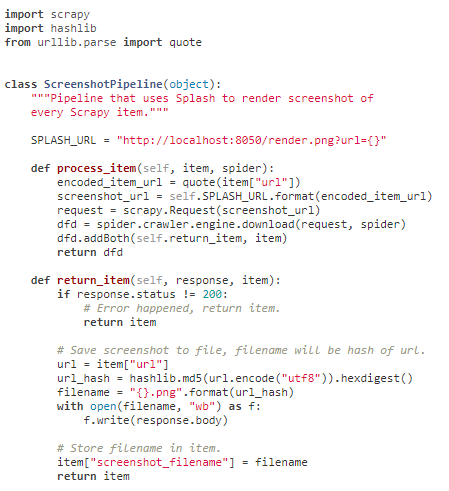 import scrapy
import hashlib
from urllib.parse import quote


class ScreenshotPipeline(object):
    """Pipeline that uses Splash to render screenshot of
    every Scrapy item."""

    SPLASH_URL = "http://localhost:8050/render.png?url={}"

    def process_item(self, item, spider):
        encoded_item_url = quote(item["url"])
        screenshot_url = self.SPLASH_URL.format(encoded_item_url)
        request = scrapy.Request(screenshot_url)
        dfd = spider.crawler.engine.download(request, spider)
        dfd.addBoth(self.return_item, item)
        return dfd

    def return_item(self, response, item):
        if response.status != 200:
            # Error happened, return item.
            return item

        # Save screenshot to file, filename will be hash of url.
        url = item["url"]
        url_hash = hashlib.md5(url.encode("utf8")).hexdigest()
        filename = "{}.png".format(url_hash)
        with open(filename, "wb") as f:
            f.write(response.body)

        # Store filename in item.
        item["screenshot_filename"] = filename
        return item